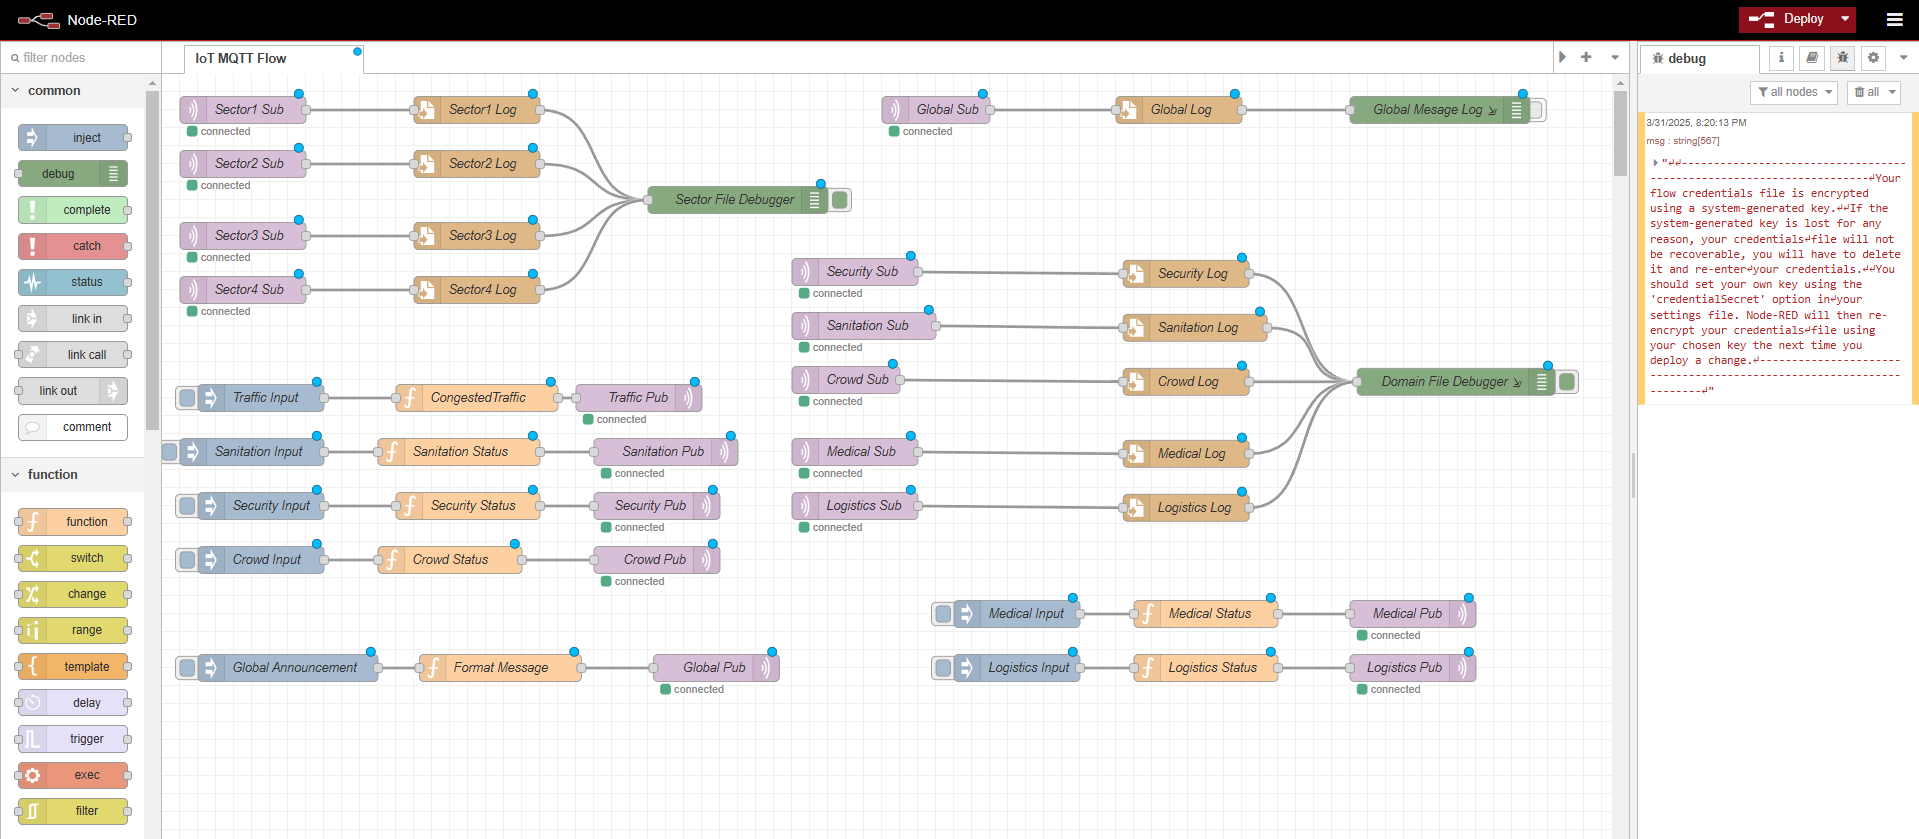 Node-RED
Deploy
filter nodes
IoT MQTT Flow
debug
i
all nodes
all
common
inject
debug
complete
catch
status
link in
link call
link out
comment
function
function
switch
change
range
template
delay
trigger
exec
filter
Sector1 Sub
connected
Sector1 Log
Sector2 Sub
connected
Sector2 Log
Sector3 Sub
connected
Sector3 Log
Sector4 Sub
connected
Sector4 Log
Sector File Debugger
Global Sub
connected
Global Log
Global Mesage Log
Security Sub
connected
Security Log
Sanitation Sub
connected
Sanitation Log
Crowd Sub
connected
Crowd Log
Domain File Debugger
Medical Sub
connected
Medical Log
Logistics Sub
connected
Logistics Log
Traffic Input
CongestedTraffic
Traffic Pub
connected
Sanitation Input
Sanitation Status
Sanitation Pub
connected
Security Input
Security Status
Security Pub
connected
Crowd Input
Crowd Status
Crowd Pub
connected
Medical Input
Medical Status
Medical Pub
connected
Global Announcement
Format Message
Global Pub
connected
Logistics Input
Logistics Status
Logistics Pub
connected
3/31/2025, 8:20:13 PM
msg : string[567]
"↵↵----------------------------------
----------------------------------↵Your
flow credentials file is encrypted
using a system-generated key.↵↵If the
system-generated key is lost for any
reason, your credentials↵file will not
be recoverable, you will have to delete
it and re-enter↵your credentials.↵↵You
should set your own key using the
'credentialSecret' option in↵your
settings file. Node-RED will then re-
encrypt your credentials↵file using
your chosen key the next time you
deploy a change.↵----------------------
--------------------------------------
--------↵"